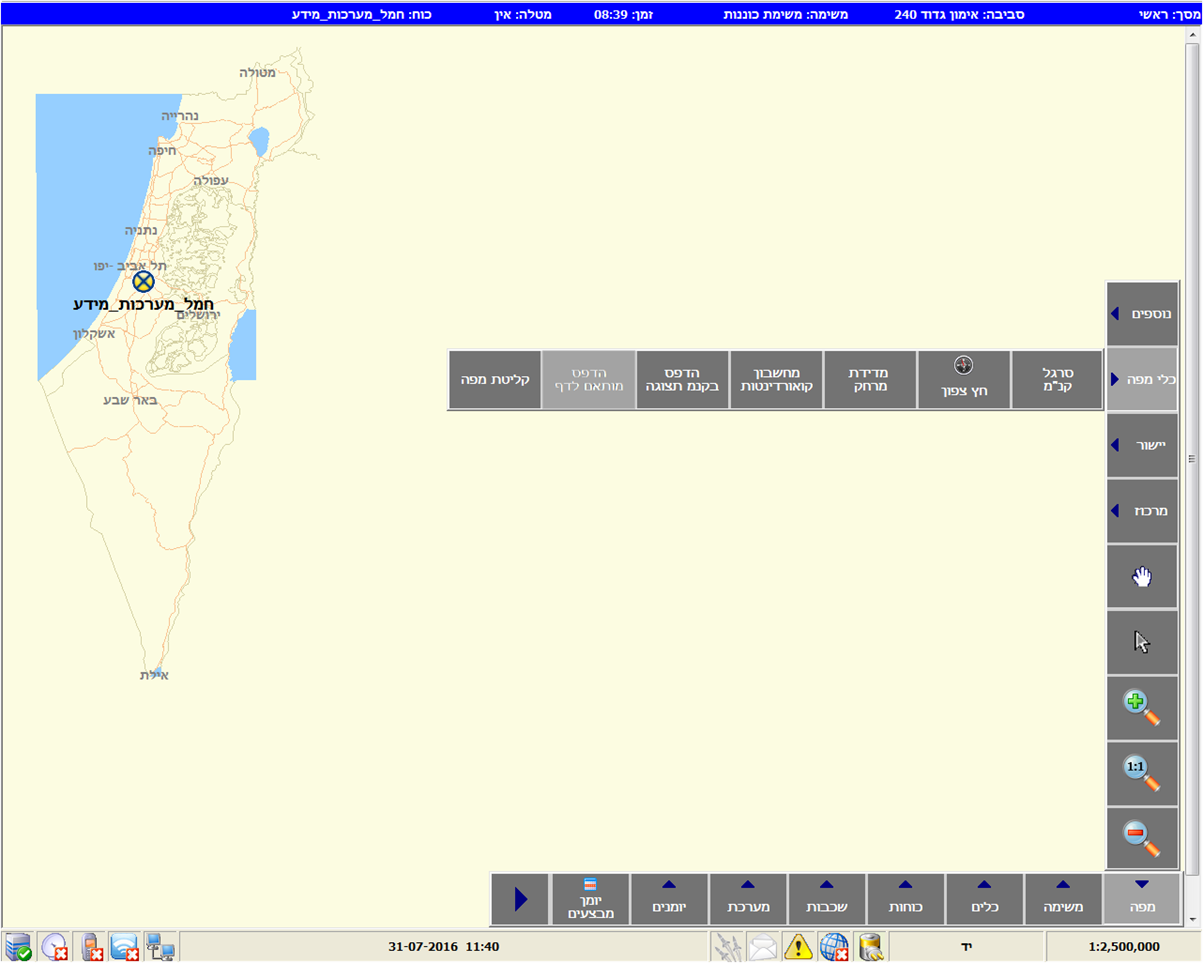 מסך: ראשי סביבה: אימון גדוד 240 משימה: משימת כוננות זמן: 08:39 מטלה: אין כוח: חמל_מערכות_מידע
מטולה
נהרייה
חיפה
עפולה
נתניה
תל אביב -יפו
חמל_מערכות_מידע
ירושלים
אשקלון
באר שבע
אילת
נוספים
כלי מפה
יישור
מרכוז
1:1
סרגל
קנ"מ
חץ צפון
מדידת
מרחק
מחשבון
קואורדינטות
הדפס
בקנמ תצוגה
הדפס
מותאם לדף
קליטת מפה
מפה
משימה
כלים
כוחות
שכבות
מערכת
יומנים
יומן
מבצעים
1:2,500,000
יד
31-07-2016 11:40